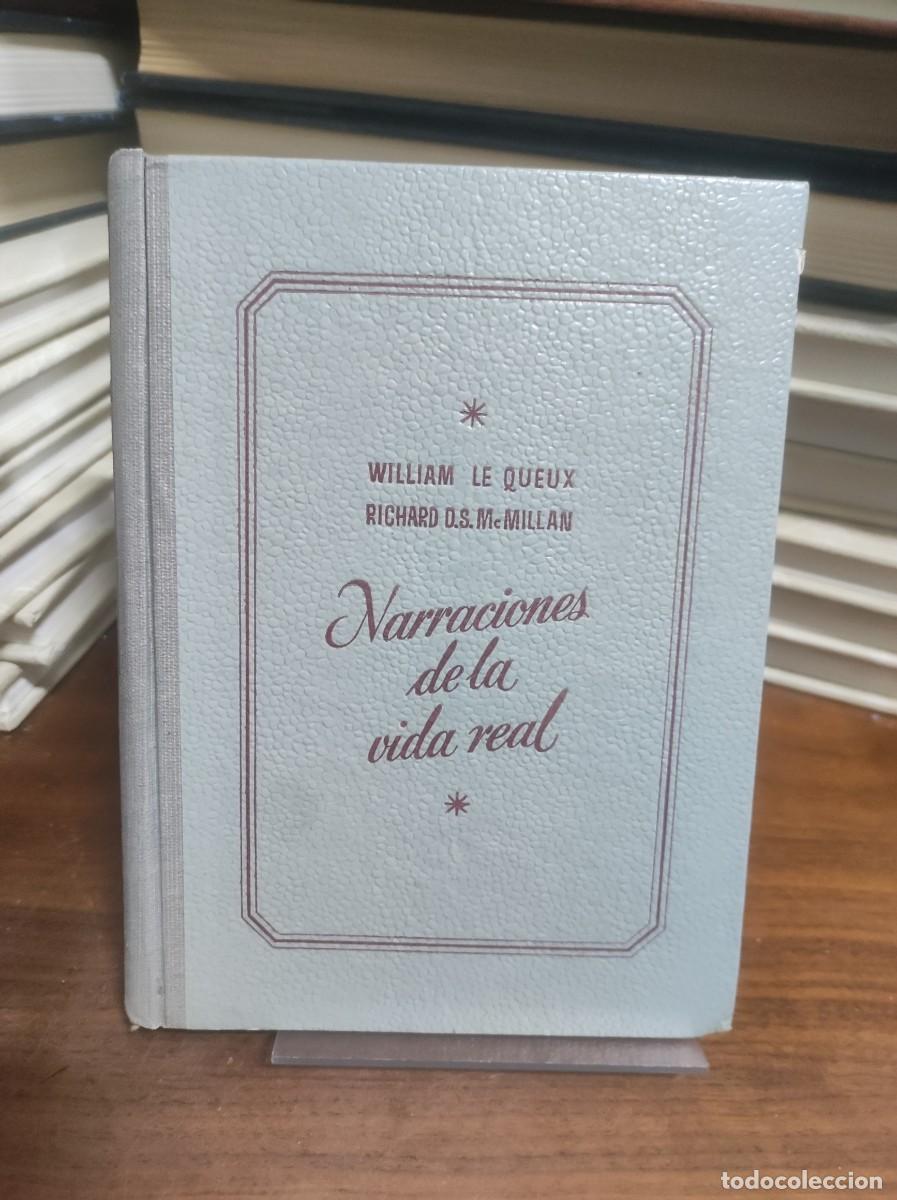 WILLIAM LE QUEUX
RICHARD D.S. McMILLAN
Narraciones
de la
vida real
todocoleccion